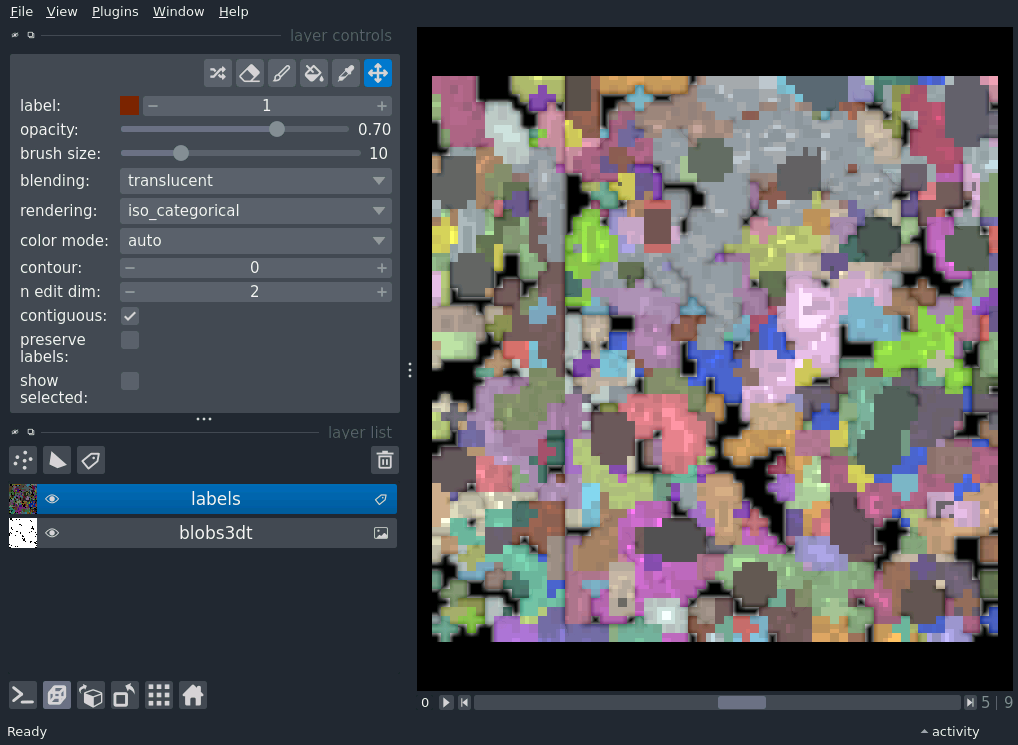 File View Plugins Window Help
layer controls
label: 1
opacity: 0.70
brush size: 10
blending: translucent
rendering: iso_categorical
color mode: auto
contour: 0
n edit dim: 2
contiguous:
preserve
labels:
show
selected:
layer list
labels
blobs3dt
0 5 | 9
Ready activity